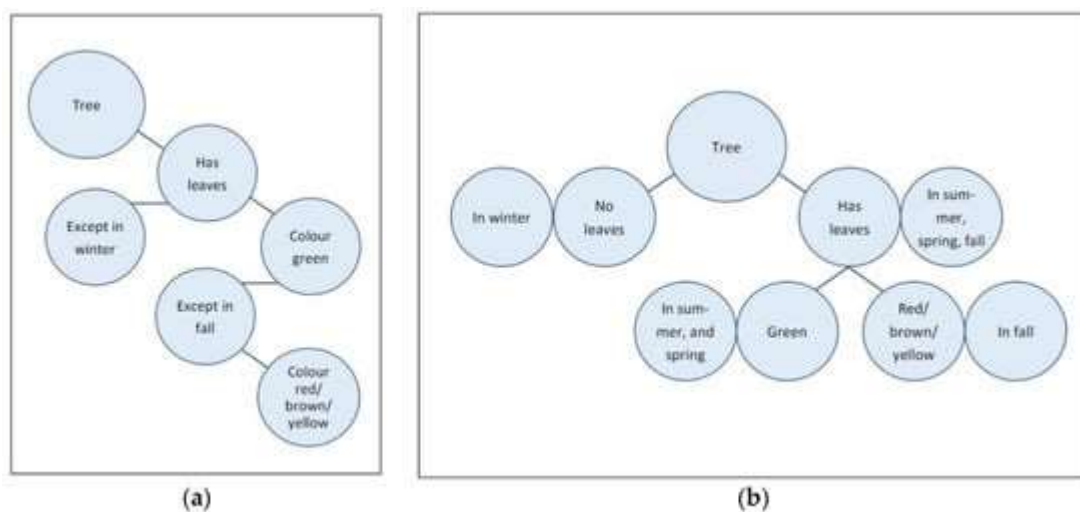 Tree
Has
leaves
Except in
winter
Colour
green
Except in
fall
Colour
red/
brown/
yellow
(a)
Tree
In winter
No
leaves
Has
leaves
In sum-
mer,
spring, fall
In sum-
mer, and
spring
Green
Red/
brown/
yellow
In fall
(b)